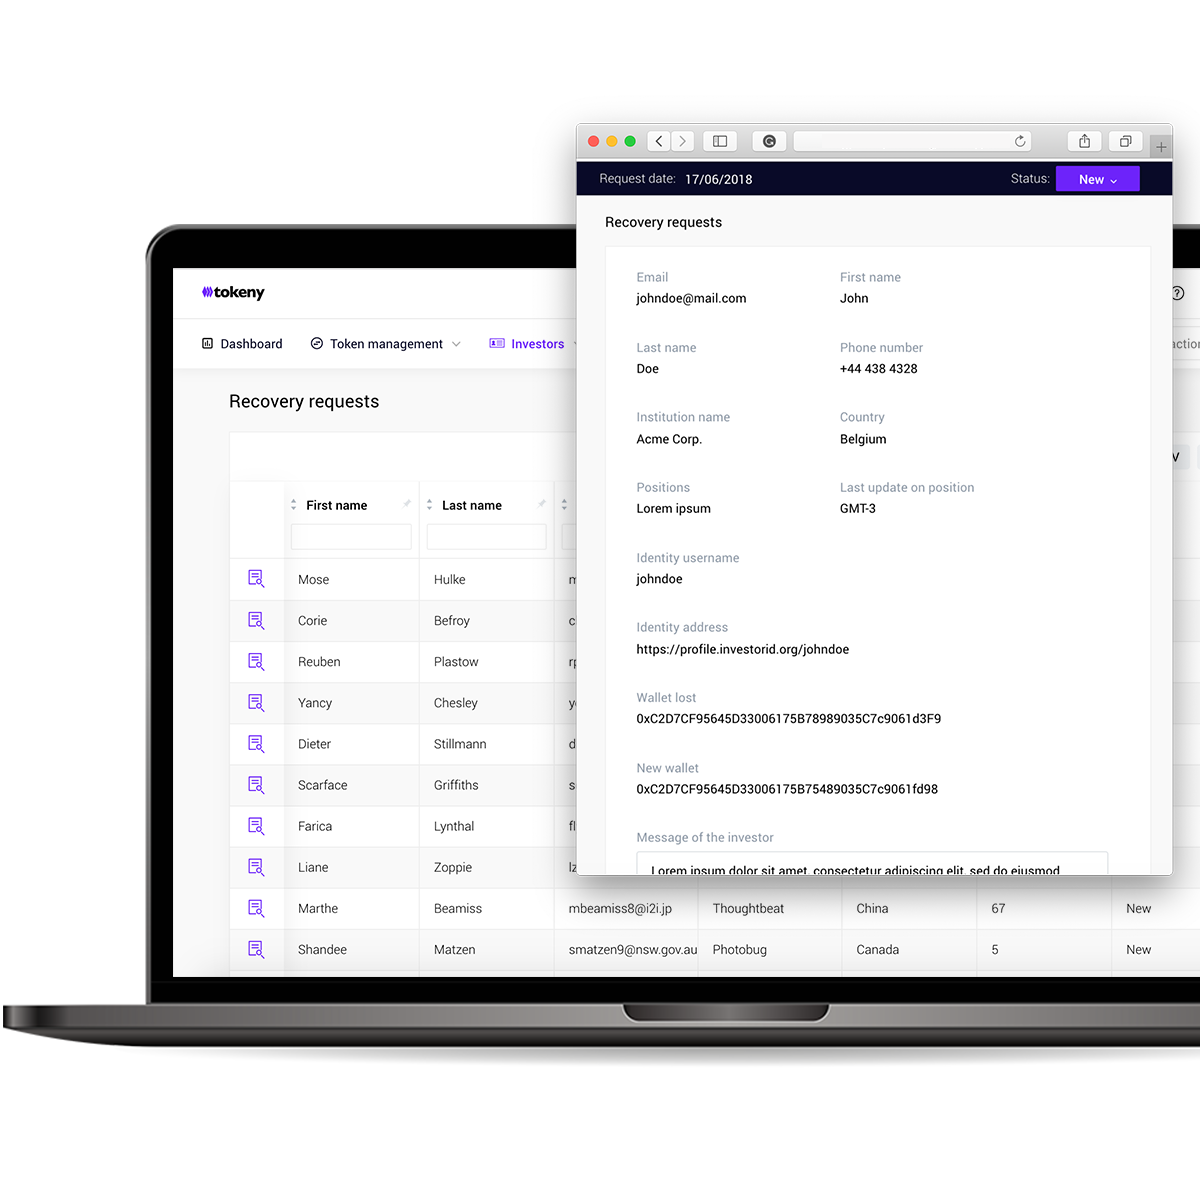 Request date: 17/06/2018
Status: New
Recovery requests
Email
First name
johndoe@mail.com
John
Last name
Phone number
Doe
+44 438 4328
Institution name
Country
Acme Corp.
Belgium
Positions
Last update on position
Lorem ipsum
GMT-3
Identity username
johndoe
Identity address
https://profile.investorid.org/johndoe
Wallet lost
0xC2D7CF95645D33006175B78989035C7c9061d3F9
New wallet
0xC2D7CF95645D33006175B75489035C7c9061fd98
Message of the investor
Lorem ipsum dolor sit amet, consectetur adipiscing elit, sed do eiusmod
tokeny
Dashboard Token management Investors
Recovery requests
First name Last name
Mose Hulke
Corie Befroy
Reuben Plastow
Yancy Chesley
Dieter Stillmann
Scarface Griffiths
Farica Lynthal
Liane Zoppie
Marthe Beamiss mbeamiss8@i2i.jp Thoughtbeat China 67 New
Shandee Matzen smatzen9@nsw.gov.au Photobug Canada 5 New